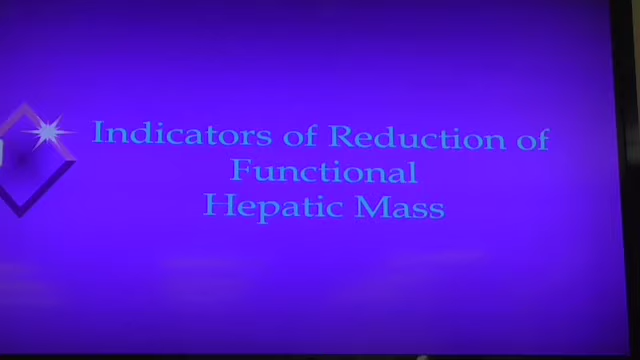 Indicators of Reduction of
Functional
Hepatic Mass